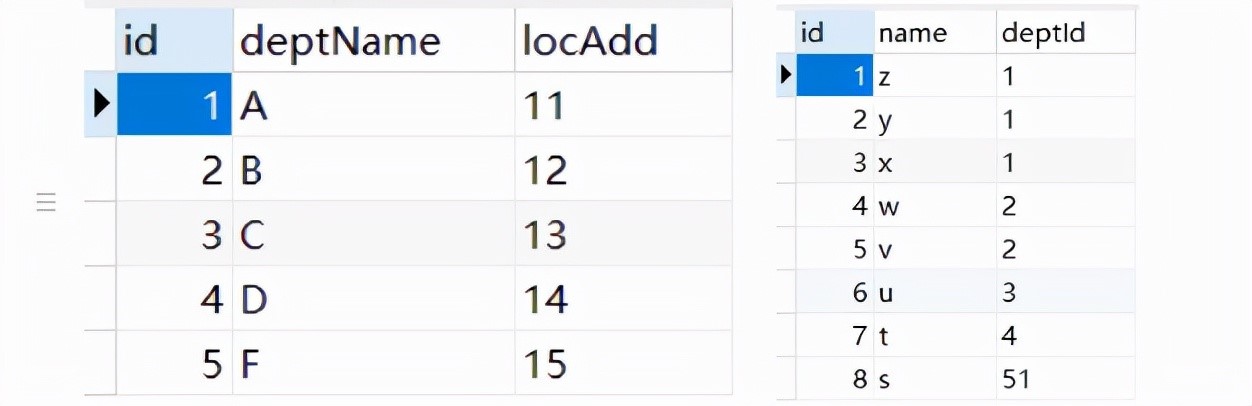 id deptName locAdd
1 A 11
2 B 12
3 C 13
4 D 14
5 F 15
id name deptId
1 z 1
2 y 1
3 x 1
4 w 2
5 v 2
6 u 3
7 t 4
8 s 51